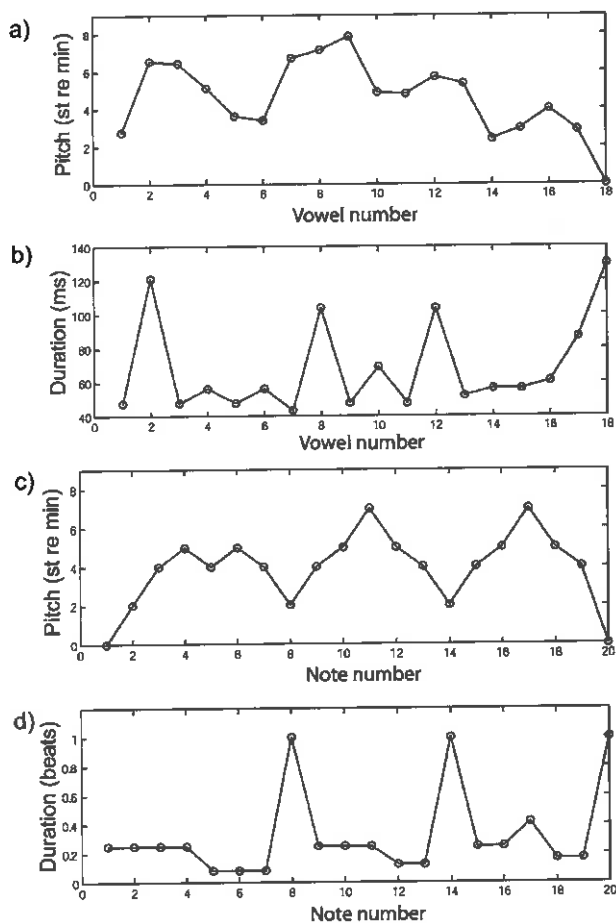 a)
Pitch (st re min)
8
6
4
2
0
0 2 4 6 8 10 12 14 16 18
Vowel number
b)
Duration (ms)
140
120
100
80
60
40
0 2 4 6 8 10 12 14 16 18
Vowel number
c)
Pitch (st re min)
8
6
4
2
0
0 2 4 6 8 10 12 14 16 18 20
Note number
d)
Duration (beats)
1
0.8
0.6
0.4
0.2
0
0 2 4 6 8 10 12 14 16 18 20
Note number